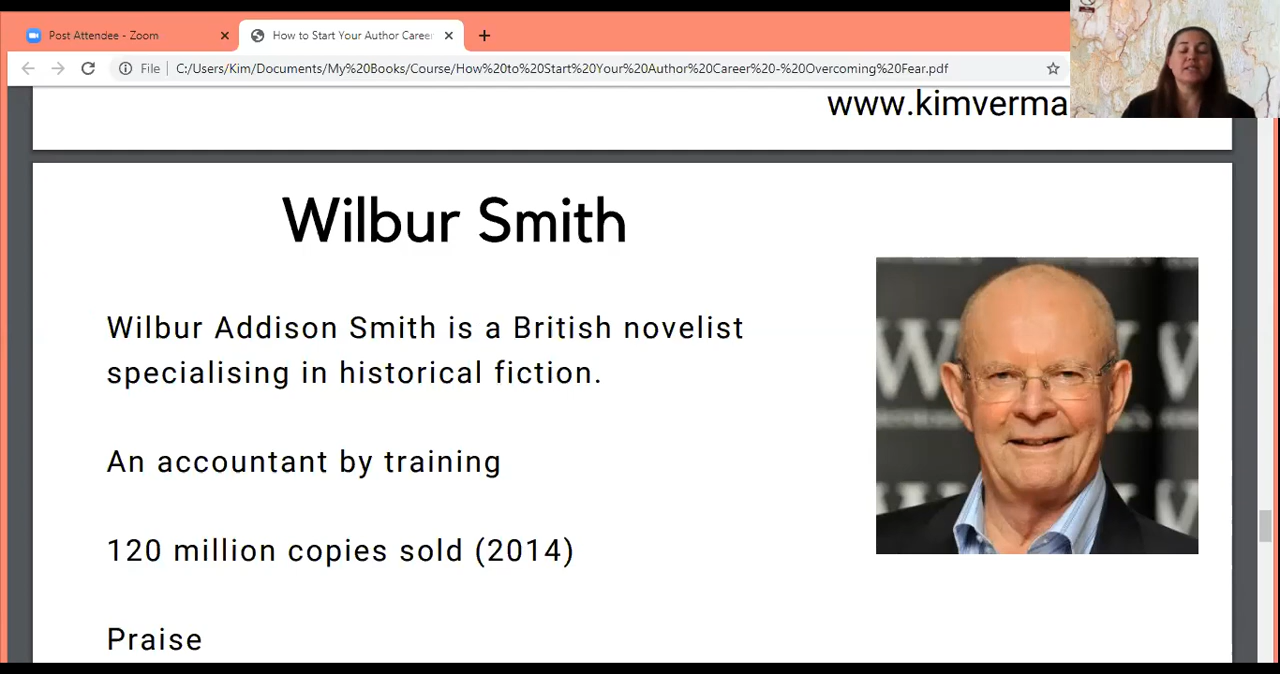 Post Attendee - Zoom
How to Start Your Author Career
File
C:/Users/Kim/Documents/My%20Books/Course/How%20to%20Start%20Your%20Author%20Career%20-%20Overcoming%20Fear.pdf
www.kimverma
Wilbur Smith
Wilbur Addison Smith is a British novelist
specialising in historical fiction.
An accountant by training
120 million copies sold (2014)
Praise